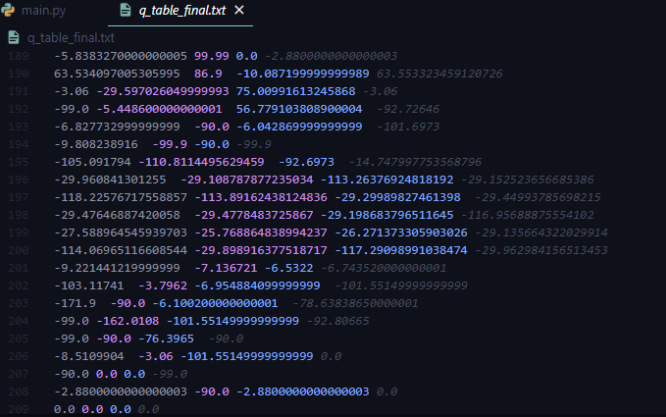 main.py q_table_final.txt ×
q_table_final.txt
189 -5.8383270000000005 99.99 0.0 -2.8800000000000003
190 63.534097005305995 86.9 -10.087199999999989 63.553323459120726
191 -3.06 -29.597026049999993 75.00991613245868 -3.06
192 -99.0 -5.448600000000001 56.779103808900004 -92.72646
193 -6.827732999999999 -90.0 -6.042869999999999 -101.6973
194 -9.808238916 -99.9 -90.0 -99.9
195 -105.091794 -110.8114495629459 -92.6973 -14.747997753568796
196 -29.960841301255 -29.108787877235034 -113.26376924818192 -29.152523656685386
197 -118.22576717558857 -113.89162438124836 -29.29989827461398 -29.44993785698215
198 -29.47646887420058 -29.4778483725867 -29.198683796511645 -116.95688875554102
199 -27.588964545939703 -25.768864838994237 -26.271373305903026 -29.135664322029914
200 -114.06965116608544 -29.898916377518717 -117.29098991038474 -29.962984156513453
201 -9.22144121999999 -7.136721 -6.5322 -6.743520000000001
202 -103.11741 -3.7962 -6.954884099999999 -101.55149999999999
203 -171.9 -90.0 -6.100200000000001 -78.63838650000001
204 -99.0 -162.0108 -101.55149999999999 -92.80665
205 -99.0 -90.0 -76.3965 -90.0
206 -8.5109904 -3.06 -101.55149999999999 0.0
207 -90.0 0.0 0.0 -99.0
208 -2.8800000000000003 -90.0 -2.8800000000000003 0.0
209 0.0 0.0 0.0 0.0